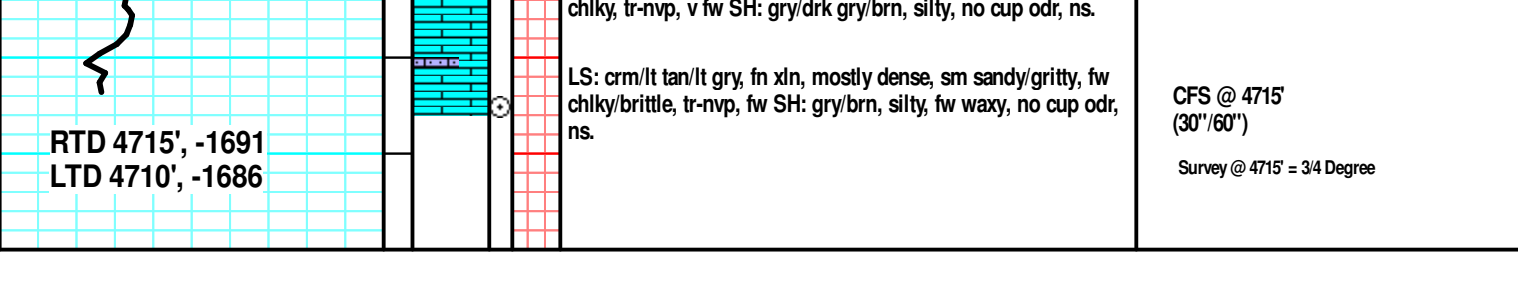 chlky, tr-nvp, v fw SH: gry/drk gry/brn, silty, no cup odr, ns.
LS: crm/lt tan/lt gry, fn xln, mostly dense, sm sandy/gritty, fw
chlky/brittle, tr-nvp, fw SH: gry/brn, silty, fw waxy, no cup odr,
ns.
CFS @ 4715'
(30"/60")
Survey @ 4715' = 3/4 Degree
RTD 4715', -1691
LTD 4710', -1686